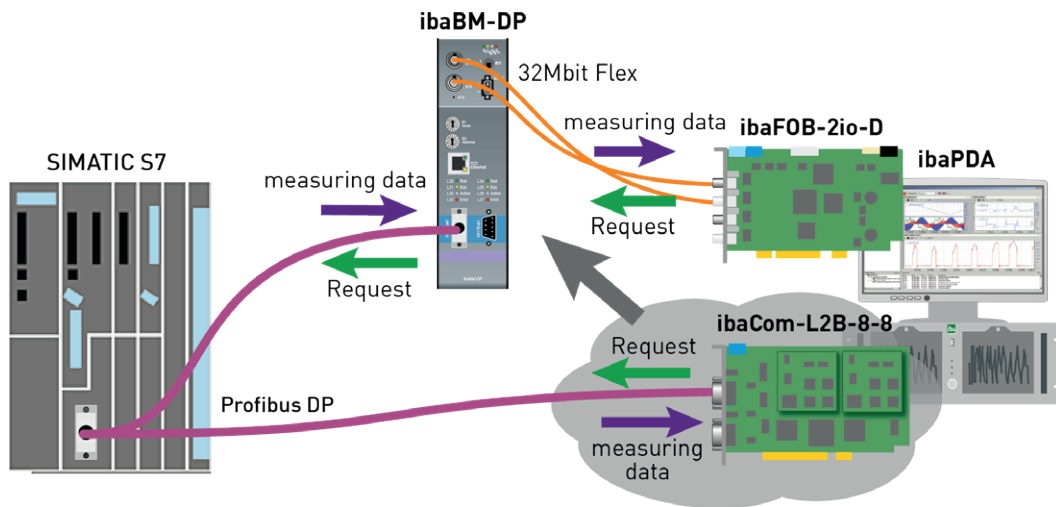 ibaBM-DP
32Mbit Flex
measuring data
ibaFOB-2io-D
ibaPDA
SIMATIC S7
measuring data
Request
Request
ibaCom-L2B-8-8
Request
Profibus DP
measuring
data